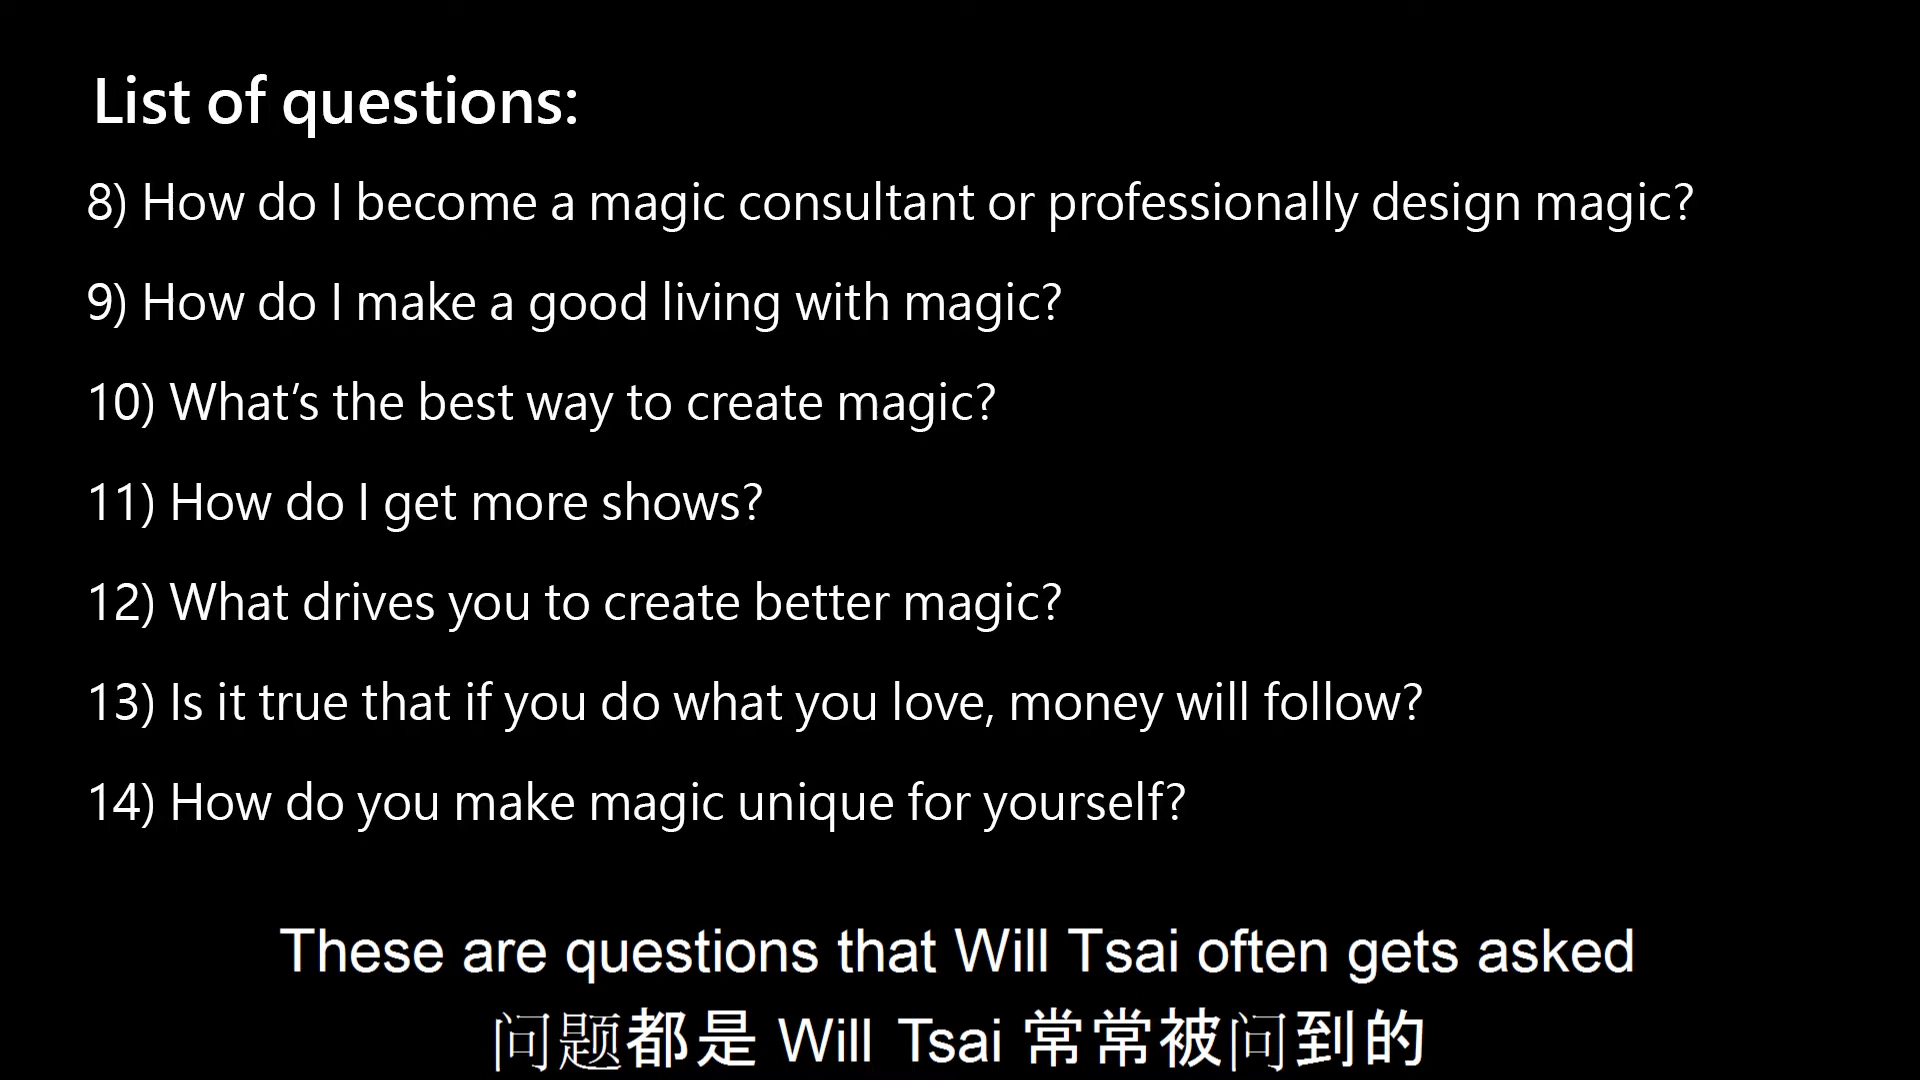 List of questions:
8) How do I become a magic consultant or professionally design magic?
9) How do I make a good living with magic?
10) What’s the best way to create magic?
11) How do I get more shows?
12) What drives you to create better magic?
13) Is it true that if you do what you love, money will follow?
14) How do you make magic unique for yourself?
These are questions that Will Tsai often gets asked
问题都是 Will Tsai 常常被问到的